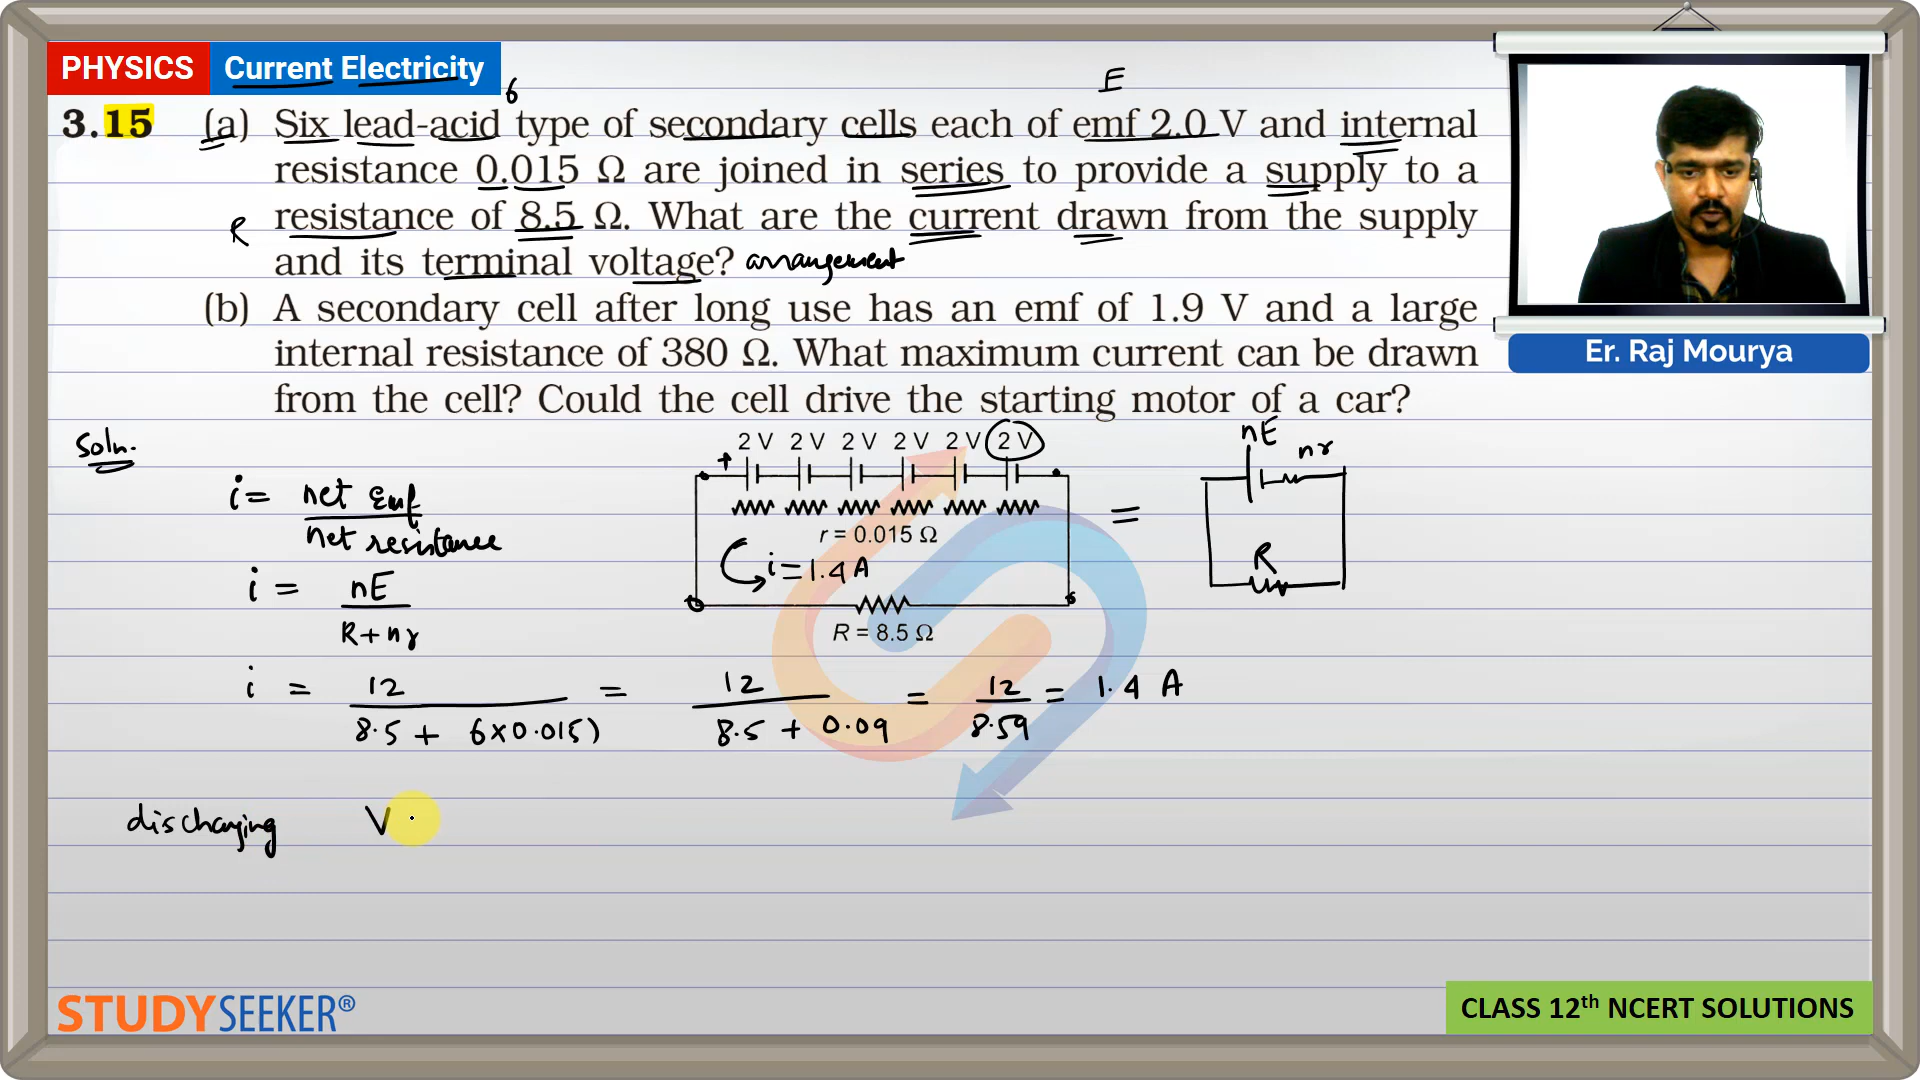 PHYSICS Current Electricity
6
E
3.15 (a) Six lead-acid type of secondary cells each of emf 2.0 V and internal
resistance 0.015 Ω are joined in series to provide a supply to a
R resistance of 8.5 Ω. What are the current drawn from the supply
and its terminal voltage? arrangement
(b) A secondary cell after long use has an emf of 1.9 V and a large
internal resistance of 380 Ω. What maximum current can be drawn
from the cell? Could the cell drive the starting motor of a car?
Er. Raj Mourya
Soln.
2 V 2 V 2 V 2 V 2 V 2 V
+
r = 0.015 Ω
i = 1.4 A
R = 8.5 Ω
=
nE
nr
R
i = net emf / net resistance
i = nE / R + nr
i = 12 / 8.5 + 6×0.015) = 12 / 8.5 + 0.09 = 12 / 8.59 = 1.4 A
discharging V
STUDYSEEKER®
CLASS 12th NCERT SOLUTIONS